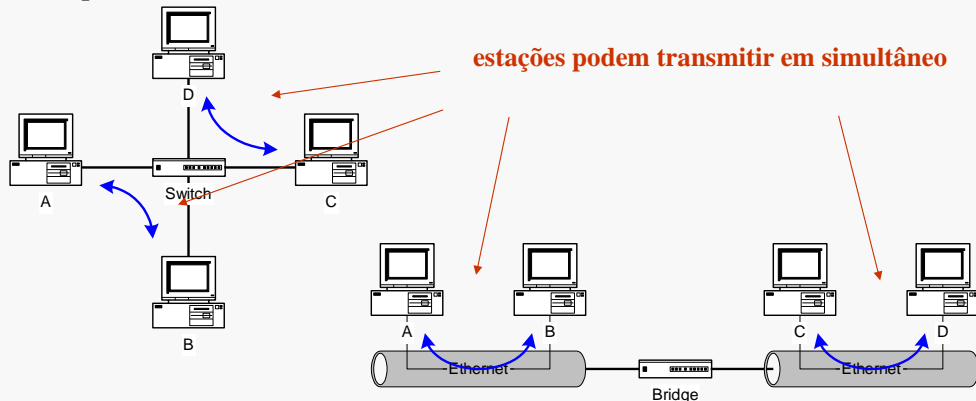 estações podem transmitir em simultâneo
D
A
Switch
C
B
A
B
C
D
Ethernet
Ethernet
Bridge